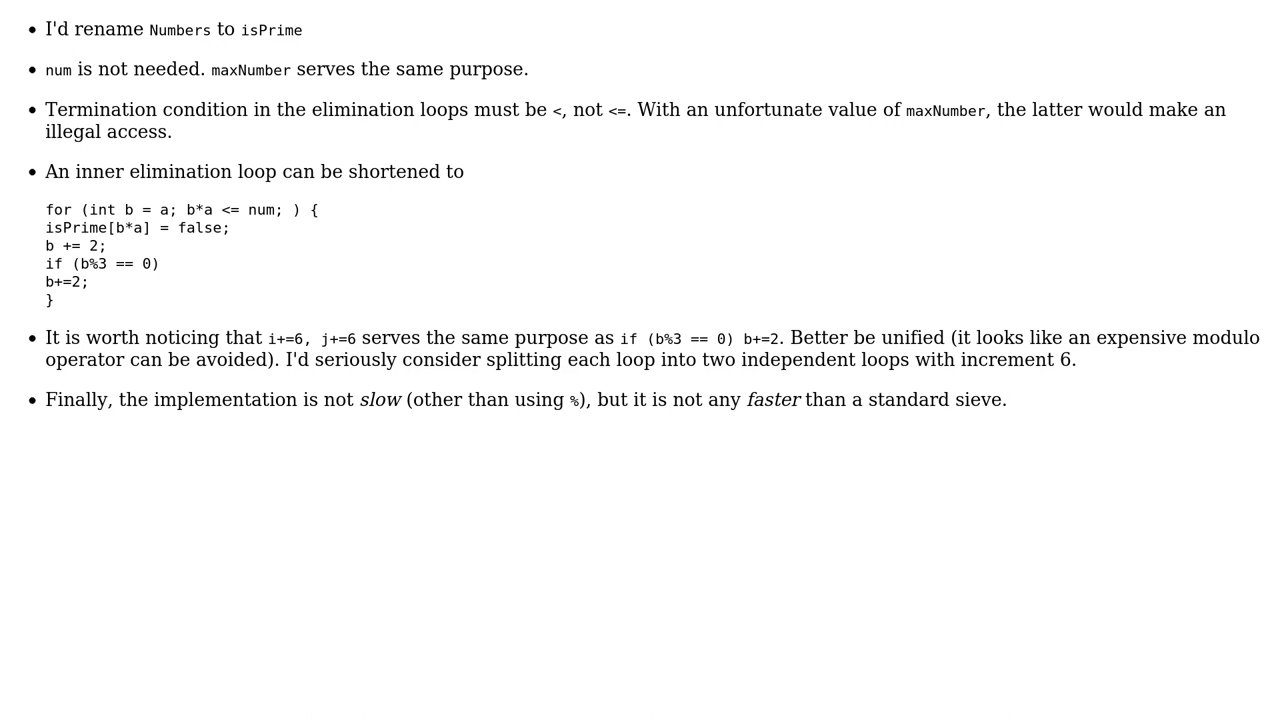 • I'd rename Numbers to isPrime
• num is not needed. maxNumber serves the same purpose.
• Termination condition in the elimination loops must be <, not <=. With an unfortunate value of maxNumber, the latter would make an
illegal access.
• An inner elimination loop can be shortened to
for (int b = a; b*a <= num; ) {
isPrime[b*a] = false;
b += 2;
if (b%3 == 0)
b+=2;
}
• It is worth noticing that i+=6, j+=6 serves the same purpose as if (b%3 == 0) b+=2. Better be unified (it looks like an expensive modulo
operator can be avoided). I'd seriously consider splitting each loop into two independent loops with increment 6.
• Finally, the implementation is not slow (other than using %), but it is not any faster than a standard sieve.